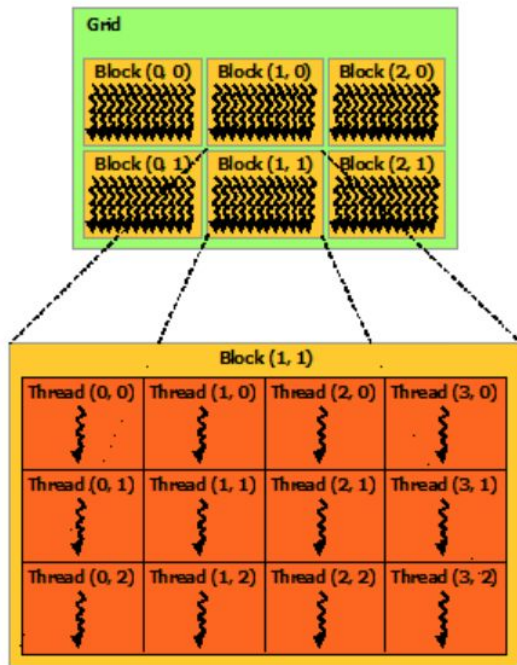 Grid
Block (0, 0) Block (1, 0) Block (2, 0)
Block (0, 1) Block (1, 1) Block (2, 1)
Block (1, 1)
Thread (0, 0) Thread (1, 0) Thread (2, 0) Thread (3, 0)
Thread (0, 1) Thread (1, 1) Thread (2, 1) Thread (3, 1)
Thread (0, 2) Thread (1, 2) Thread (2, 2) Thread (3, 2)